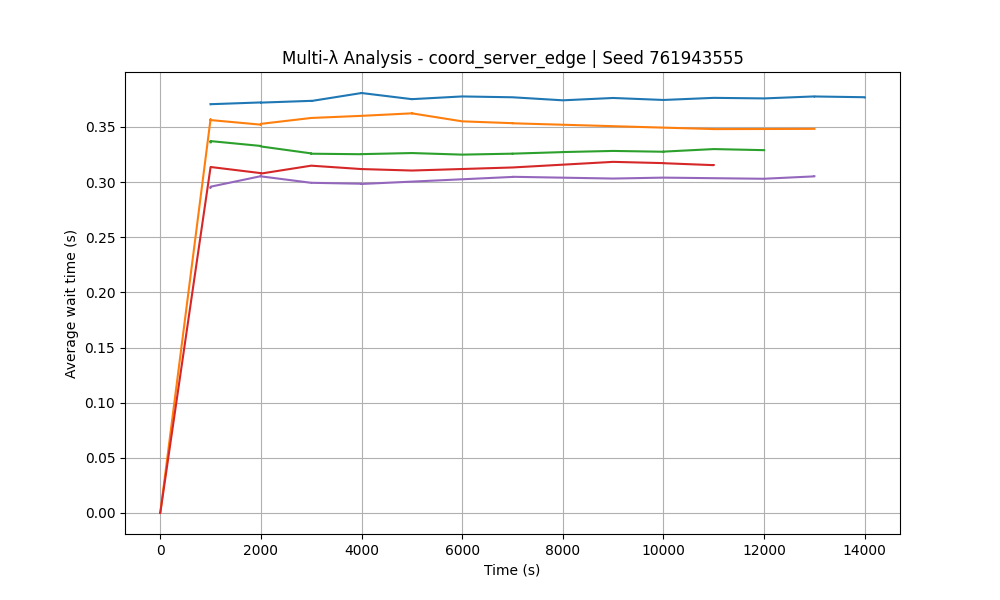 Multi-λ Analysis - coord_server_edge | Seed 761943555
Average wait time (s)
0.35
0.30
0.25
0.20
0.15
0.10
0.05
0.00
0 2000 4000 6000 8000 10000 12000 14000
Time (s)